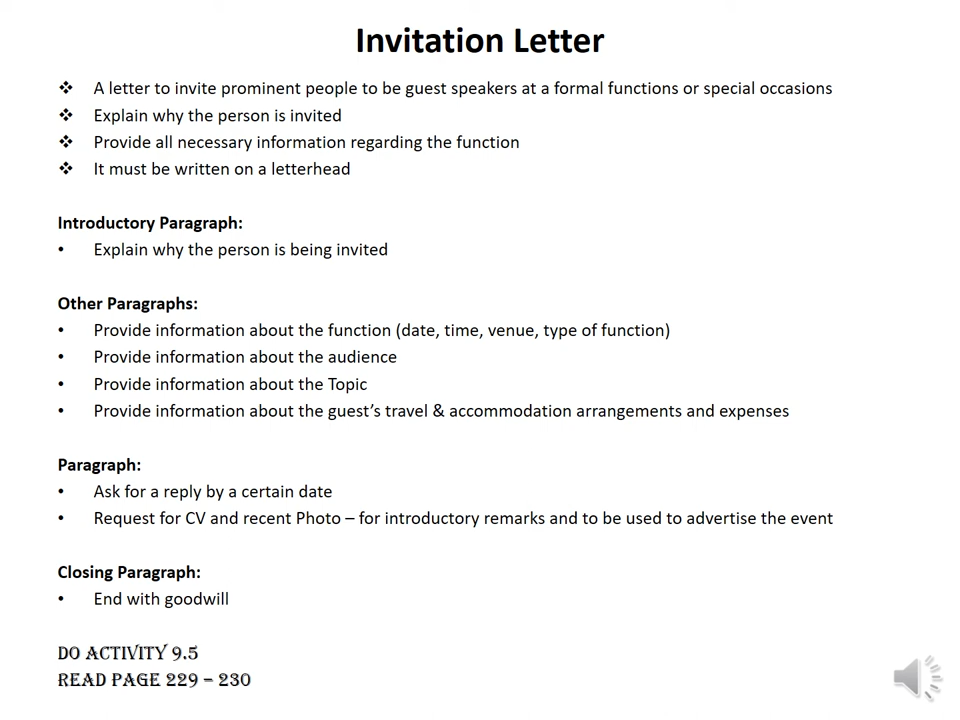 Invitation Letter
❖ A letter to invite prominent people to be guest speakers at a formal functions or special occasions
❖ Explain why the person is invited
❖ Provide all necessary information regarding the function
❖ It must be written on a letterhead
Introductory Paragraph:
• Explain why the person is being invited
Other Paragraphs:
• Provide information about the function (date, time, venue, type of function)
• Provide information about the audience
• Provide information about the Topic
• Provide information about the guest’s travel & accommodation arrangements and expenses
Paragraph:
• Ask for a reply by a certain date
• Request for CV and recent Photo – for introductory remarks and to be used to advertise the event
Closing Paragraph:
• End with goodwill
DO ACTIVITY 9.5
READ PAGE 229 – 230